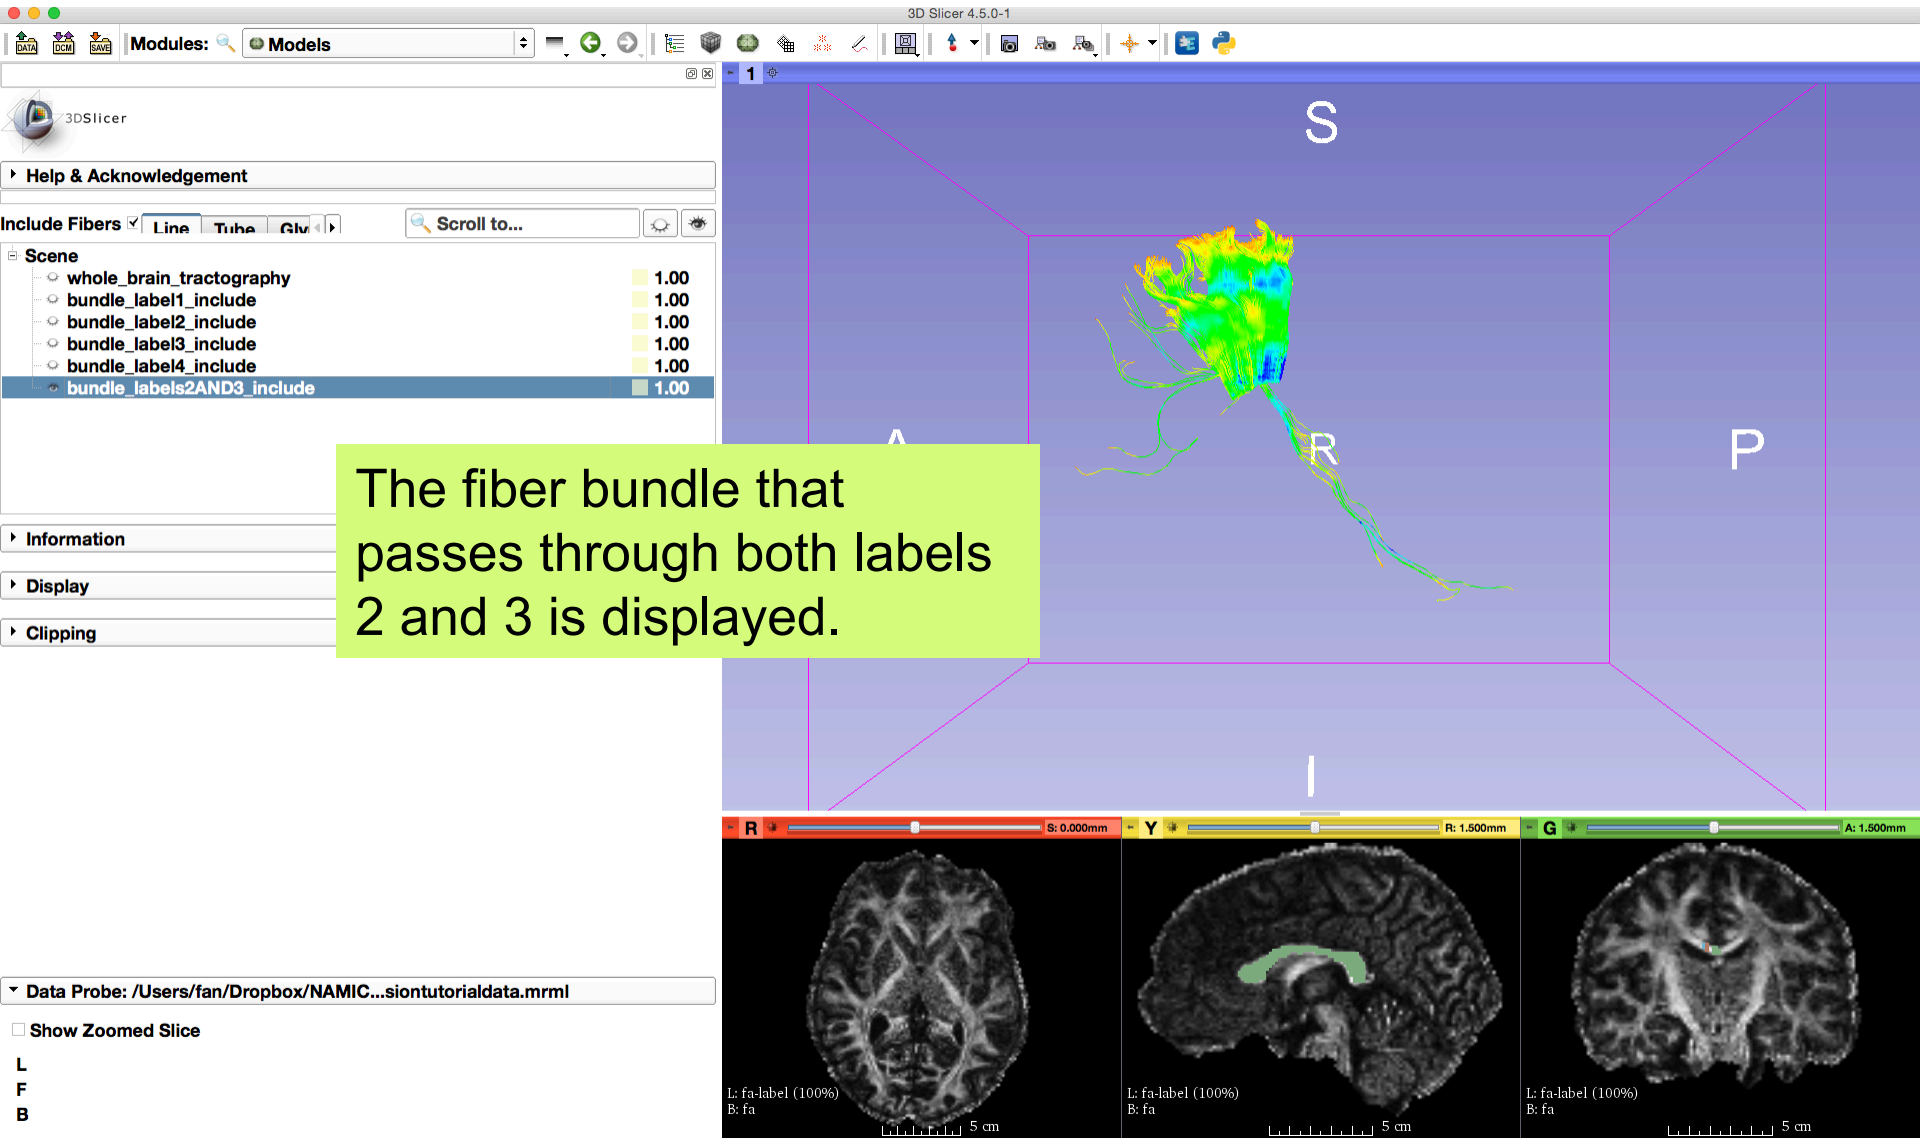 3D Slicer 4.5.0-1
DATA DCM SAVE Modules: Models
1
3DSlicer
Help & Acknowledgement
Include Fibers Line Tube Gly Scroll to...
Scene
whole_brain_tractography 1.00
bundle_label1_include 1.00
bundle_label2_include 1.00
bundle_label3_include 1.00
bundle_label4_include 1.00
bundle_labels2AND3_include 1.00
Information
Display
Clipping
The fiber bundle that
passes through both labels
2 and 3 is displayed.
S
A
R
P
I
R S: 0.000mm
Y R: 1.500mm
G A: 1.500mm
L: fa-label (100%)
B: fa
5 cm
L: fa-label (100%)
B: fa
5 cm
L: fa-label (100%)
B: fa
5 cm
Data Probe: /Users/fan/Dropbox/NAMIC...siontutorialdata.mrml
Show Zoomed Slice
L
F
B